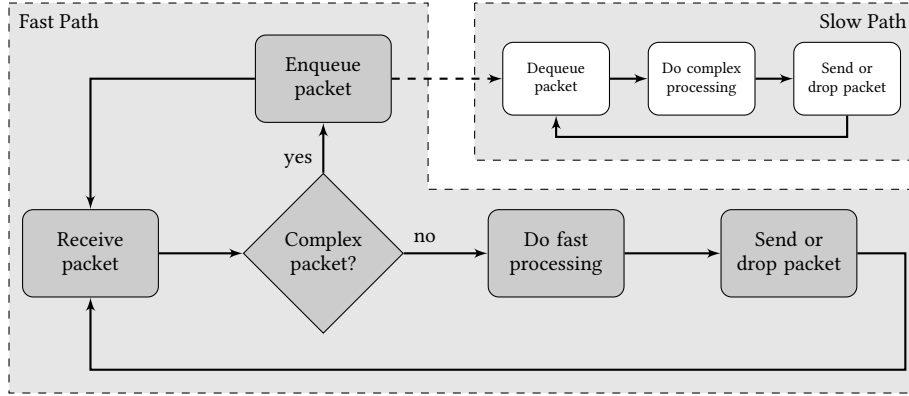 Fast Path
Slow Path
Enqueue
packet
Dequeue
packet
Do complex
processing
Send or
drop packet
yes
Receive
packet
Complex
packet?
no
Do fast
processing
Send or
drop packet